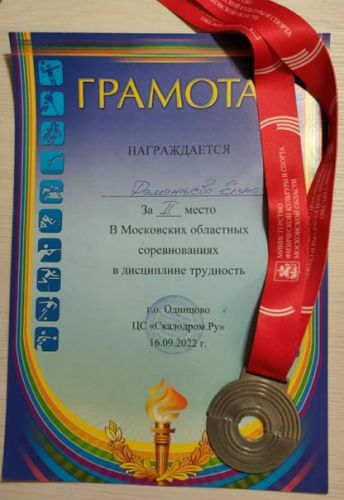 ГРАМОТА
НАГРАЖДАЕТСЯ
Елена
За II место
В Московских областных
соревнованиях
в дисциплине трудность
г.о. Одинцово
ЦС «Скалодром.Ру»
16.09.2022 г.
МИНИСТЕРСТВО
ФИЗИЧЕСКОЙ КУЛЬТУРЫ И СПОРТА
МОСКОВСКОЙ ОБЛАСТИ